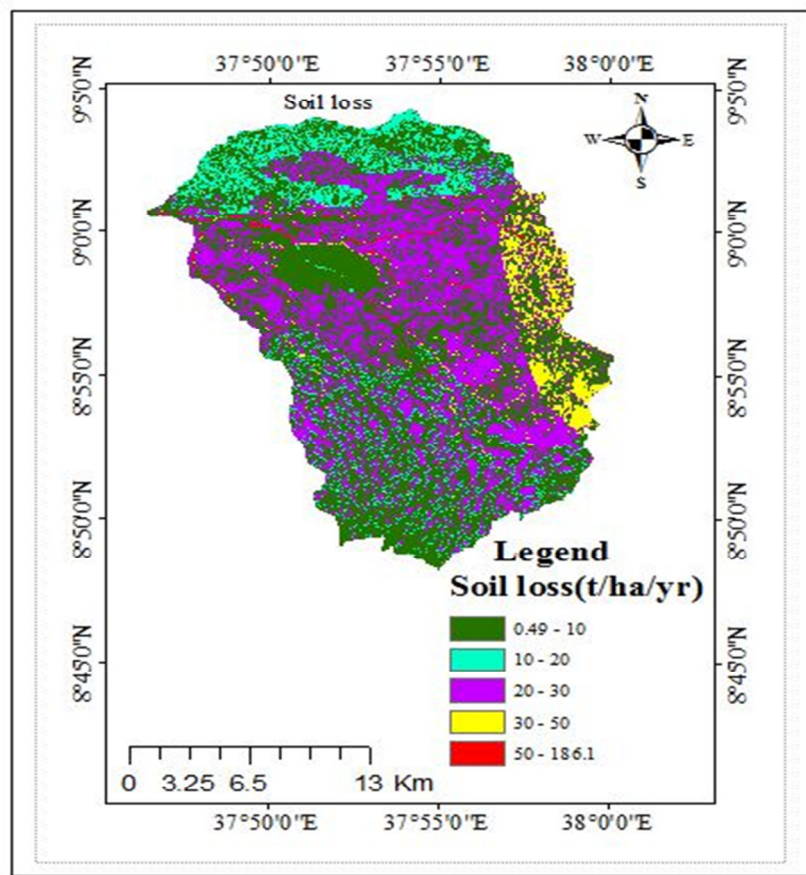 37°50'0"E 37°55'0"E 38°0'0"E
Soil loss
N
W E
S
9°5'0"N 9°5'0"N
9°0'0"N 9°0'0"N
8°55'0"N 8°55'0"N
8°50'0"N 8°50'0"N
8°45'0"N 8°45'0"N
Legend
Soil loss(t/ha/yr)
0.49 - 10
10 - 20
20 - 30
30 - 50
50 - 186.1
0 3.25 6.5 13 Km
37°50'0"E 37°55'0"E 38°0'0"E